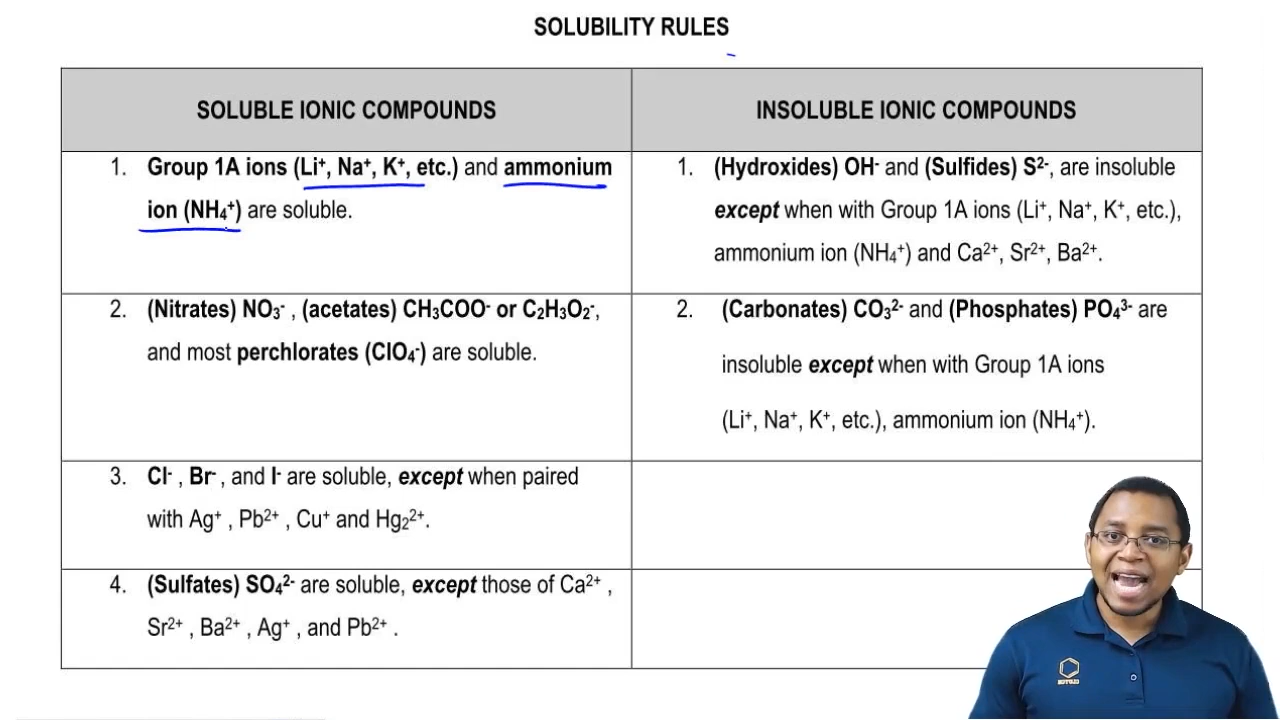 SOLUBILITY RULES
SOLUBLE IONIC COMPOUNDS
INSOLUBLE IONIC COMPOUNDS
1. Group 1A ions (Li⁺, Na⁺, K⁺, etc.) and ammonium
ion (NH₄⁺) are soluble.
1. (Hydroxides) OH⁻ and (Sulfides) S²⁻, are insoluble
except when with Group 1A ions (Li⁺, Na⁺, K⁺, etc.),
ammonium ion (NH₄⁺) and Ca²⁺, Sr²⁺, Ba²⁺.
2. (Nitrates) NO₃⁻ , (acetates) CH₃COO⁻ or C₂H₃O₂⁻,
and most perchlorates (ClO₄⁻) are soluble.
2. (Carbonates) CO₃²⁻ and (Phosphates) PO₄³⁻ are
insoluble except when with Group 1A ions
(Li⁺, Na⁺, K⁺, etc.), ammonium ion (NH₄⁺).
3. Cl⁻ , Br⁻ , and I⁻ are soluble, except when paired
with Ag⁺ , Pb²⁺ , Cu⁺ and Hg₂²⁺.
4. (Sulfates) SO₄²⁻ are soluble, except those of Ca²⁺ ,
Sr²⁺ , Ba²⁺ , Ag⁺ , and Pb²⁺ .